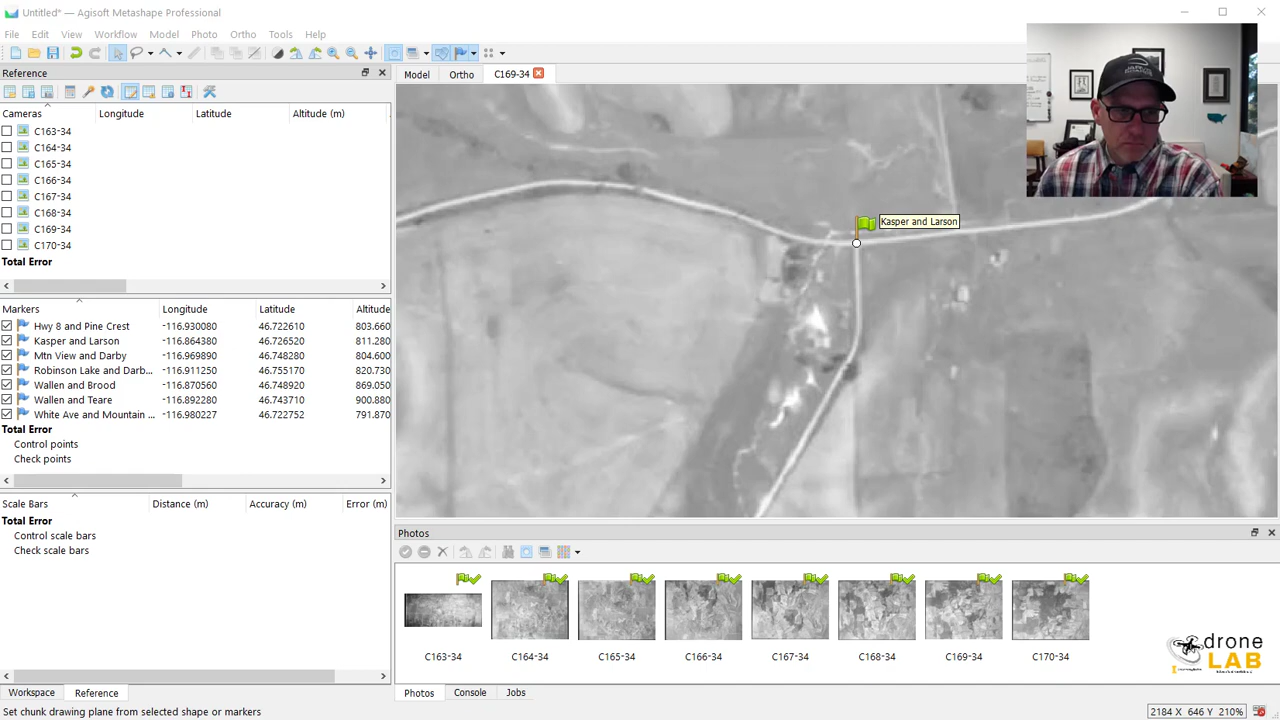 Untitled* — Agisoft Metashape Professional
File Edit View Workflow Model Photo Ortho Tools Help
Reference
Model Ortho C169-34
Cameras Longitude Latitude Altitude (m)
C163-34
C164-34
C165-34
C166-34
C167-34
C168-34
C169-34
C170-34
Total Error
Kasper and Larson
Markers Longitude Latitude Altitude
Hwy 8 and Pine Crest -116.930080 46.722610 803.660
Kasper and Larson -116.864380 46.726520 811.280
Mtn View and Darby -116.969890 46.748280 804.600
Robinson Lake and Darb... -116.911250 46.755170 820.730
Wallen and Brood -116.870560 46.748920 869.050
Wallen and Teare -116.892280 46.743710 900.880
White Ave and Mountain ... -116.980227 46.722752 791.870
Total Error
Control points
Check points
Scale Bars Distance (m) Accuracy (m) Error (m)
Total Error
Control scale bars
Check scale bars
Photos
C163-34 C164-34 C165-34 C166-34 C167-34 C168-34 C169-34 C170-34
drone
LAB
Workspace Reference
Photos Console Jobs
Set chunk drawing plane from selected shape or markers
2184 X 646 Y 210%